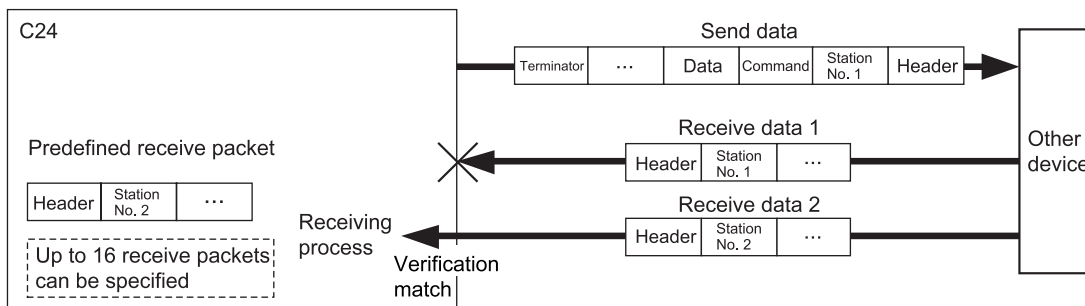 C24
Send data
Terminator ... Data Command Station No. 1 Header
Receive data 1
Header Station No. 1 ...
Predefined receive packet
Header Station No. 2 ...
Up to 16 receive packets
can be specified
Receive data 2
Header Station No. 2 ...
Receiving
process
Verification
match
Other
device